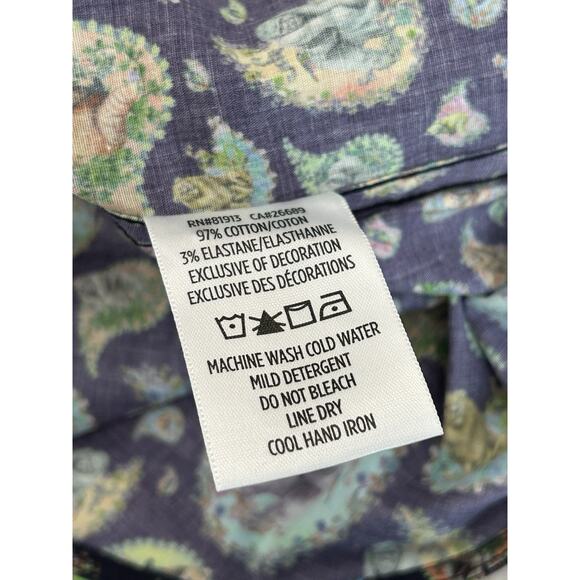 RN#81913 CA#26689
97% COTTON/COTON
3% ELASTANE/ELASTHANNE
EXCLUSIVE OF DECORATION
EXCLUSIVE DES DÉCORATIONS
MACHINE WASH COLD WATER
MILD DETERGENT
DO NOT BLEACH
LINE DRY
COOL HAND IRON